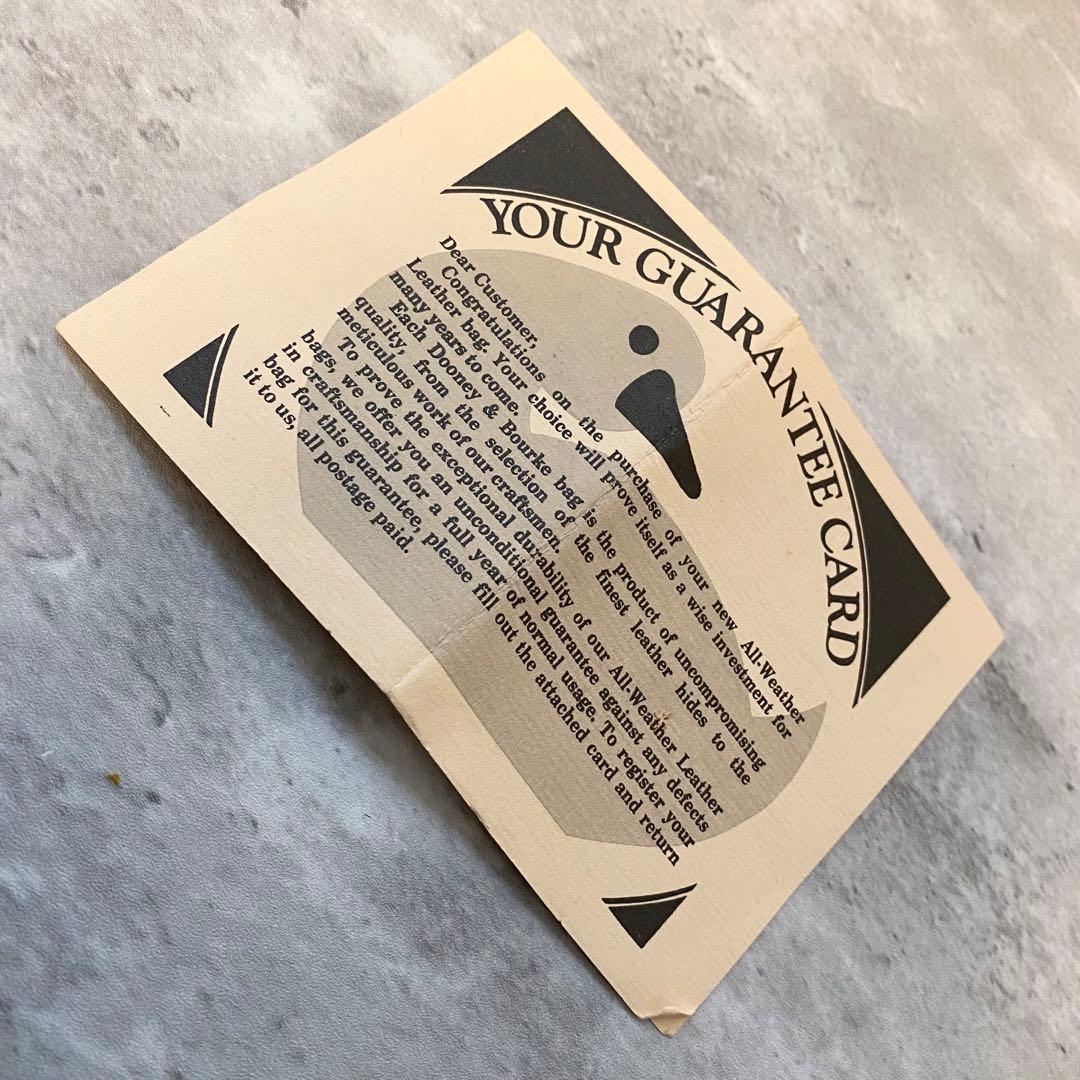 YOUR GUARANTEE CARD
Dear Customer,
Congratulations on the purchase of your new All-Weather
Leather bag. Your choice will prove itself as a wise investment for
many years to come.
Each Dooney & Bourke bag is the product of uncompromising
quality, from the selection of the finest leather hides to the
meticulous work of our craftsmen.
To prove the exceptional durability of our All-Weather Leather
bags, we offer you an unconditional guarantee against any defects
in craftsmanship for a full year of normal usage. To register your
bag for this guarantee, please fill out the attached card and return
it to us, all postage paid.